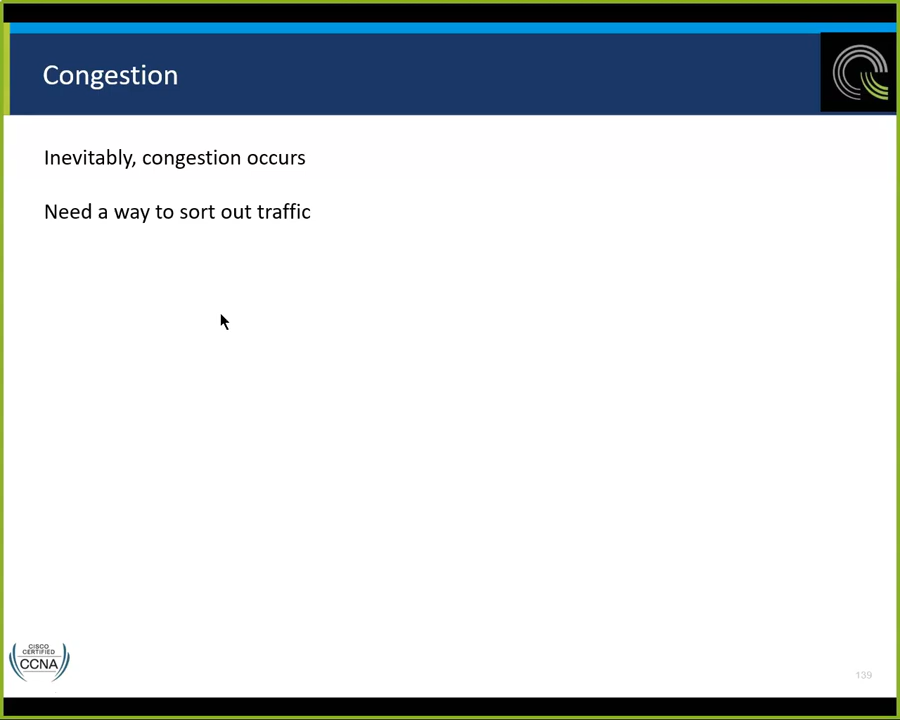 Congestion
Inevitably, congestion occurs
Need a way to sort out traffic
CISCO
CERTIFIED
CCNA
139